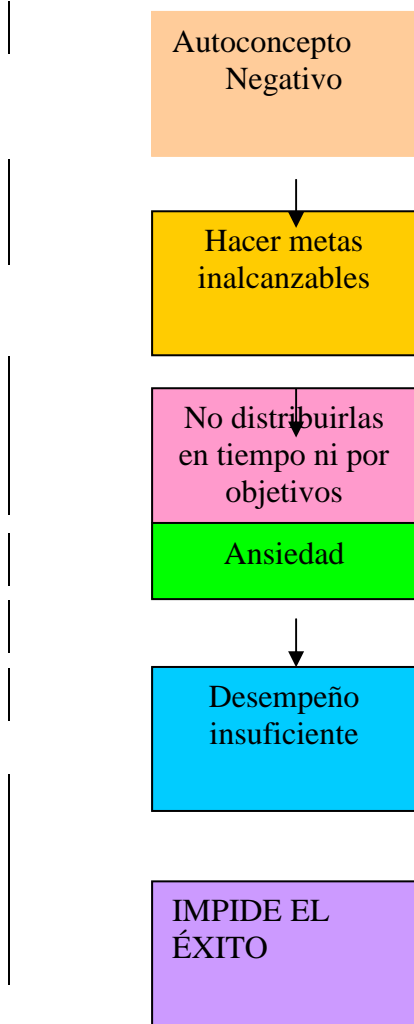 Autoconcepto
Negativo
Hacer metas
inalcanzables
No distribuirlas
en tiempo ni por
objetivos
Ansiedad
Desempeño
insuficiente
IMPIDE EL
ÉXITO